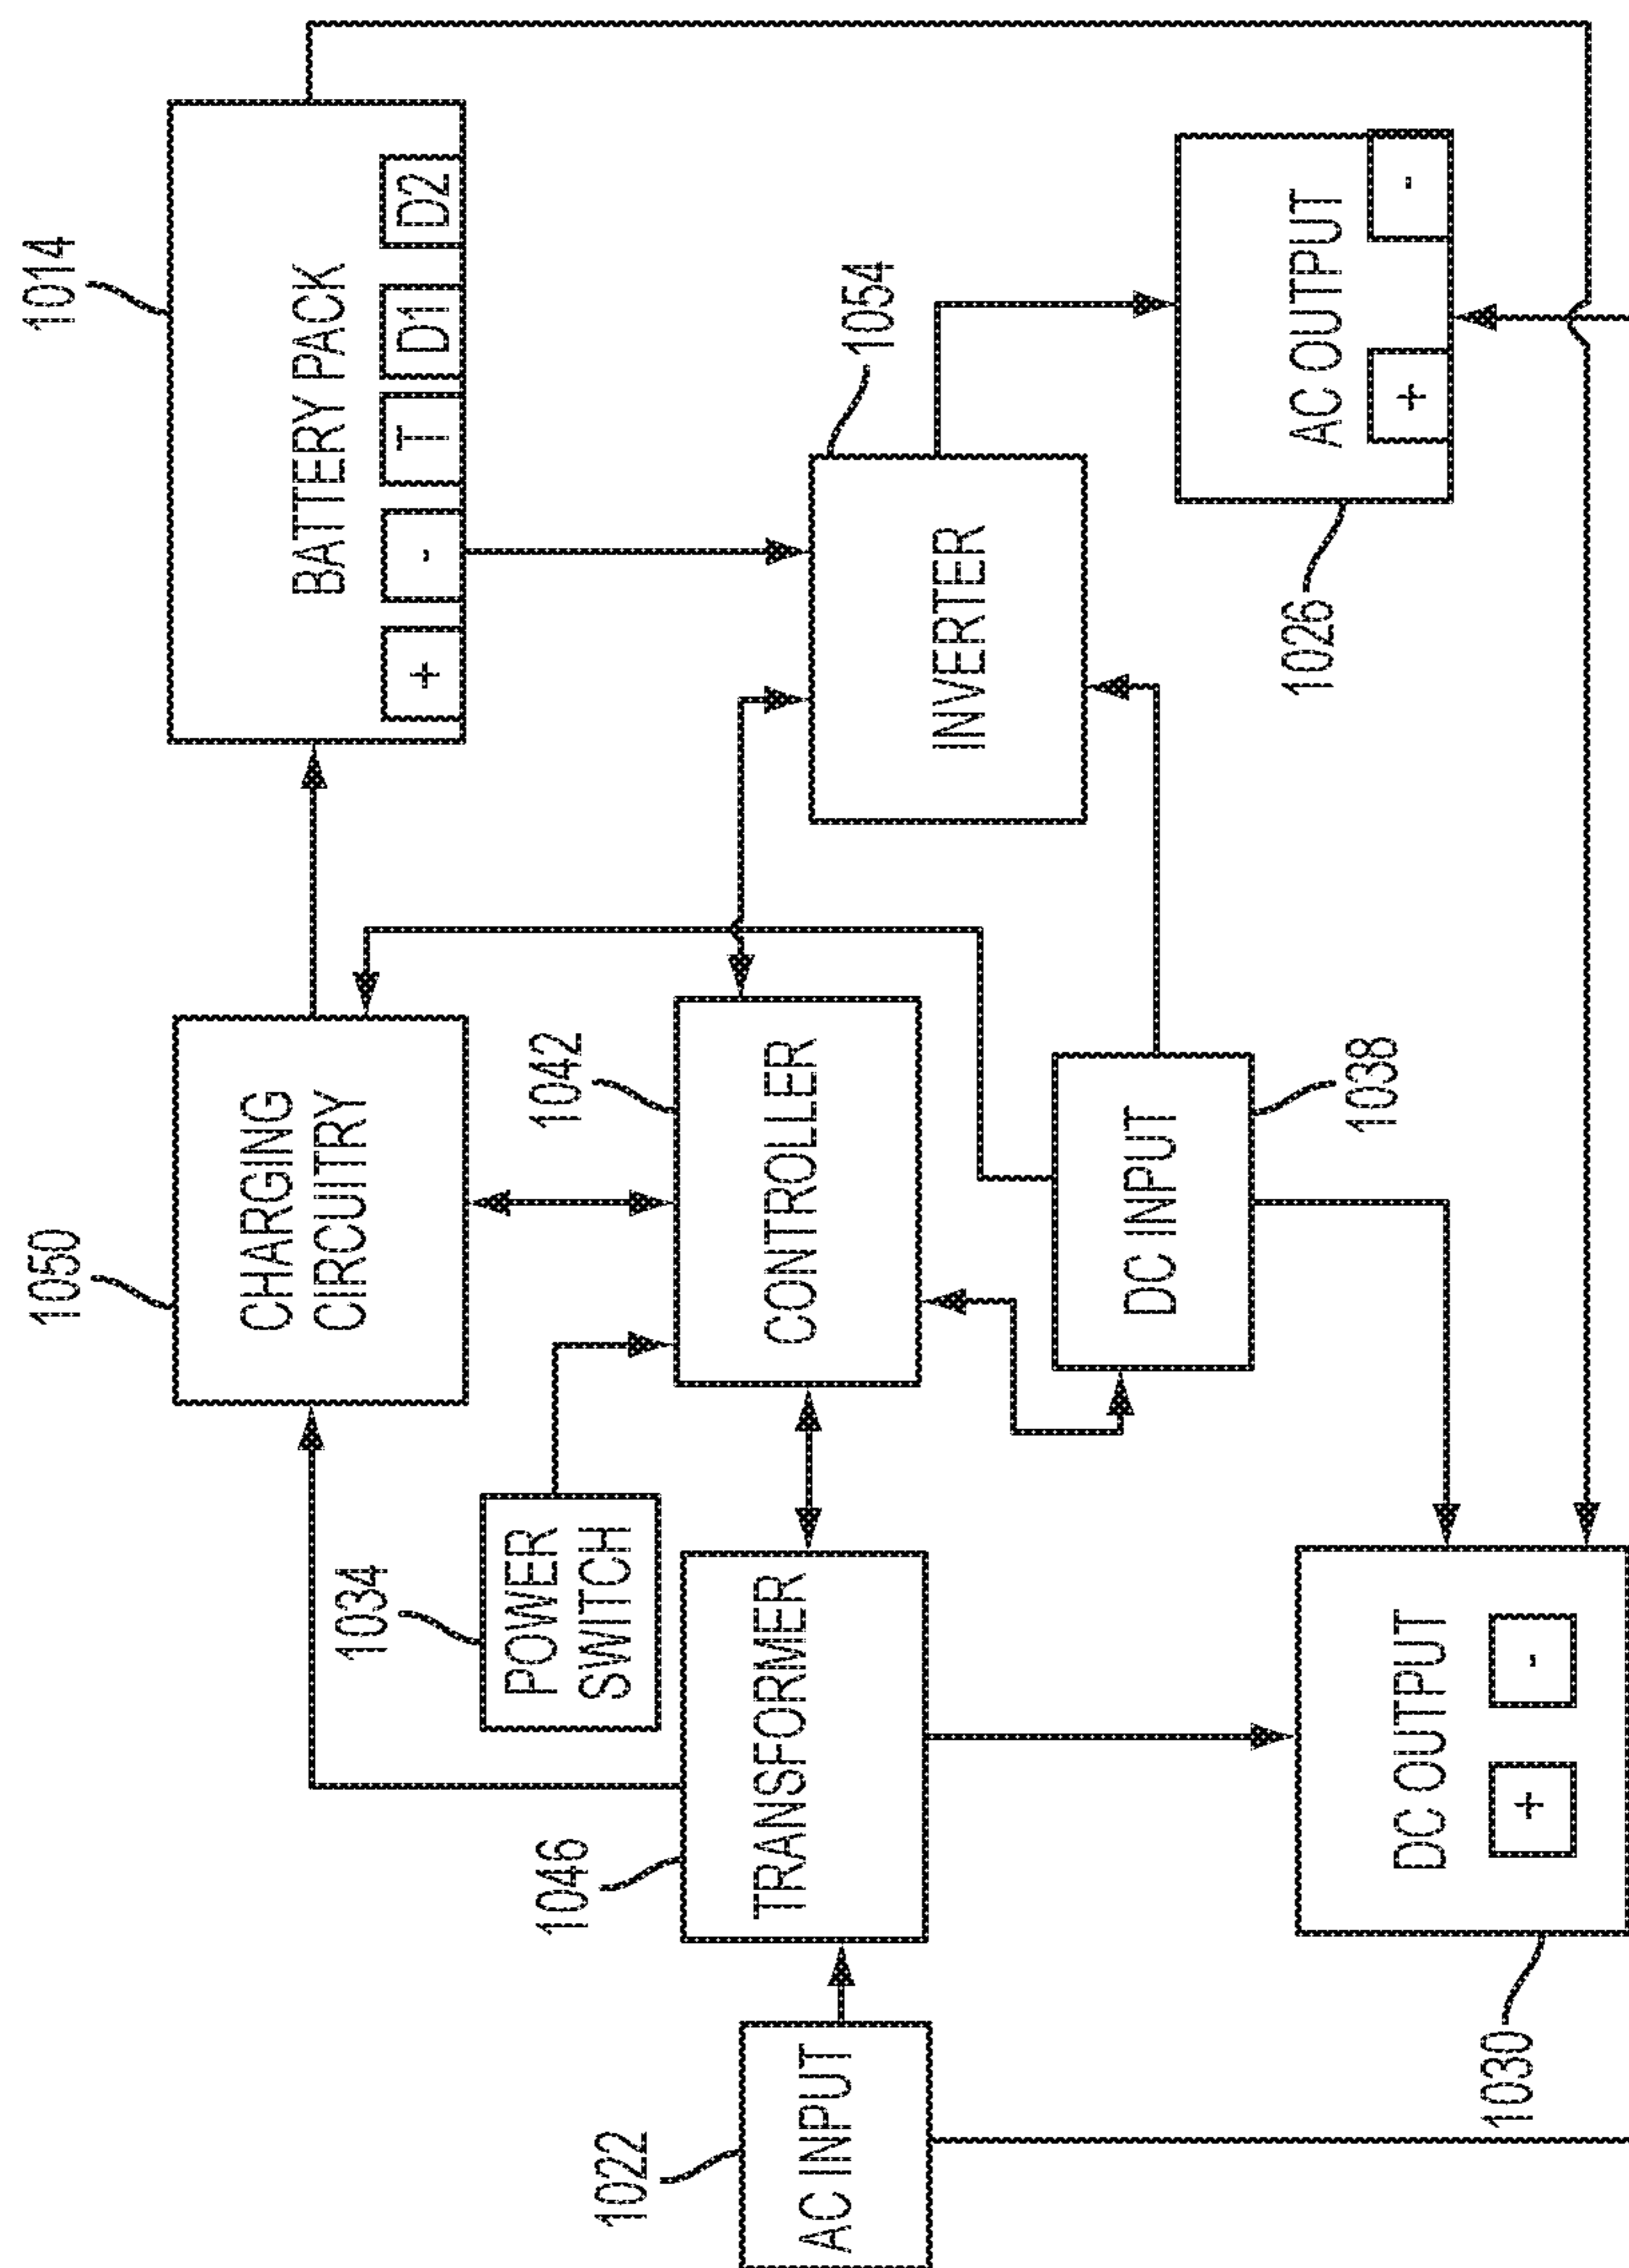 1014
BATTERY PACK
+
-
T
D1
D2
1050
CHARGING
CIRCUITRY
1034
POWER
SWITCH
1042
CONTROLLER
1046
TRANSFORMER
1022
AC INPUT
1054
INVERTER
DC INPUT
1038
1026
AC OUTPUT
+
-
DC OUTPUT
+
-
1030